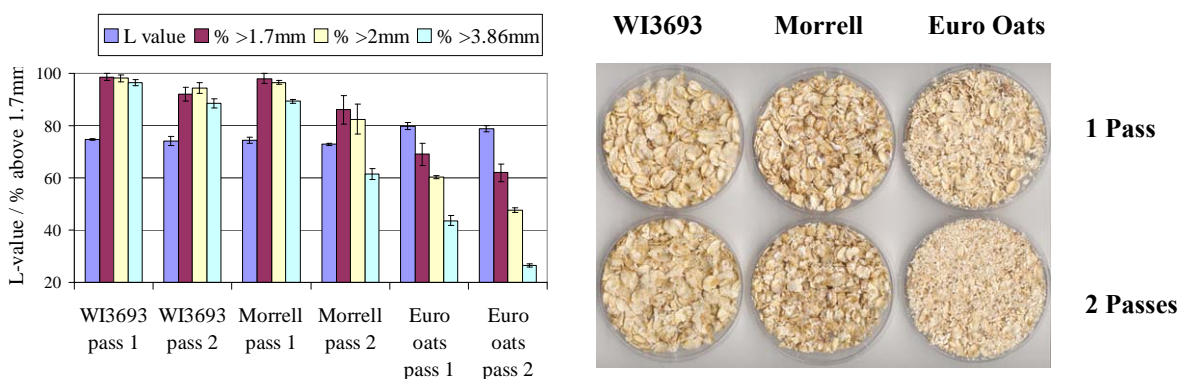 L value % >1.7mm % >2mm % >3.86mm
L-value / % above 1.7mm
100
80
60
40
20
WI3693 pass 1
WI3693 pass 2
Morrell pass 1
Morrell pass 2
Euro oats pass 1
Euro oats pass 2
WI3693 Morrell Euro Oats
1 Pass
2 Passes